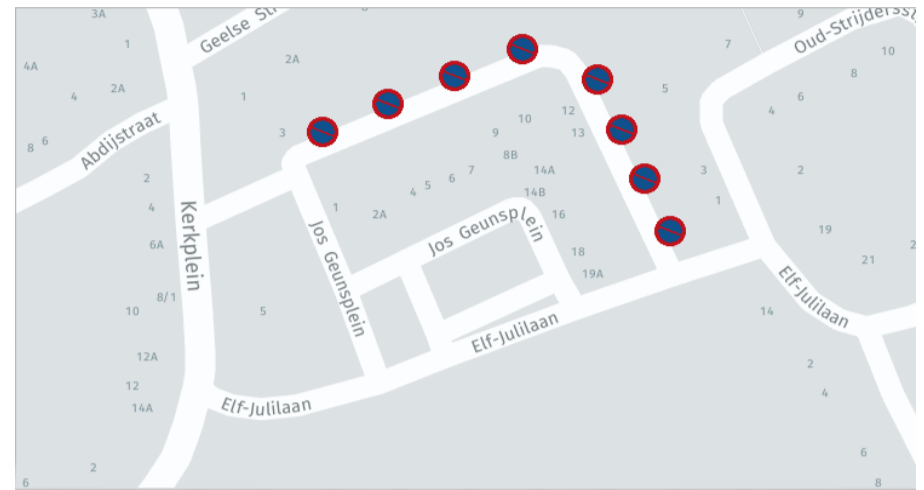 3A
9
Geelse St
Oud-Strijders
1
7
10
4A
2A
8
2A
4
1
5
6
12
4
Abdijstraat
10
3
9
13
6
8
8B
7
14A
3
2
2
6
5
4
14B
1
1
2A
16
4
Kerkplein
Jos Geunsplein
Jos Geunsplein
19
6A
18
21
19A
8/1
10
5
Elf-Julilaan
14
Elf-Julilaan
12A
2
12
4
14A
Elf-Julilaan
6
2
6
8